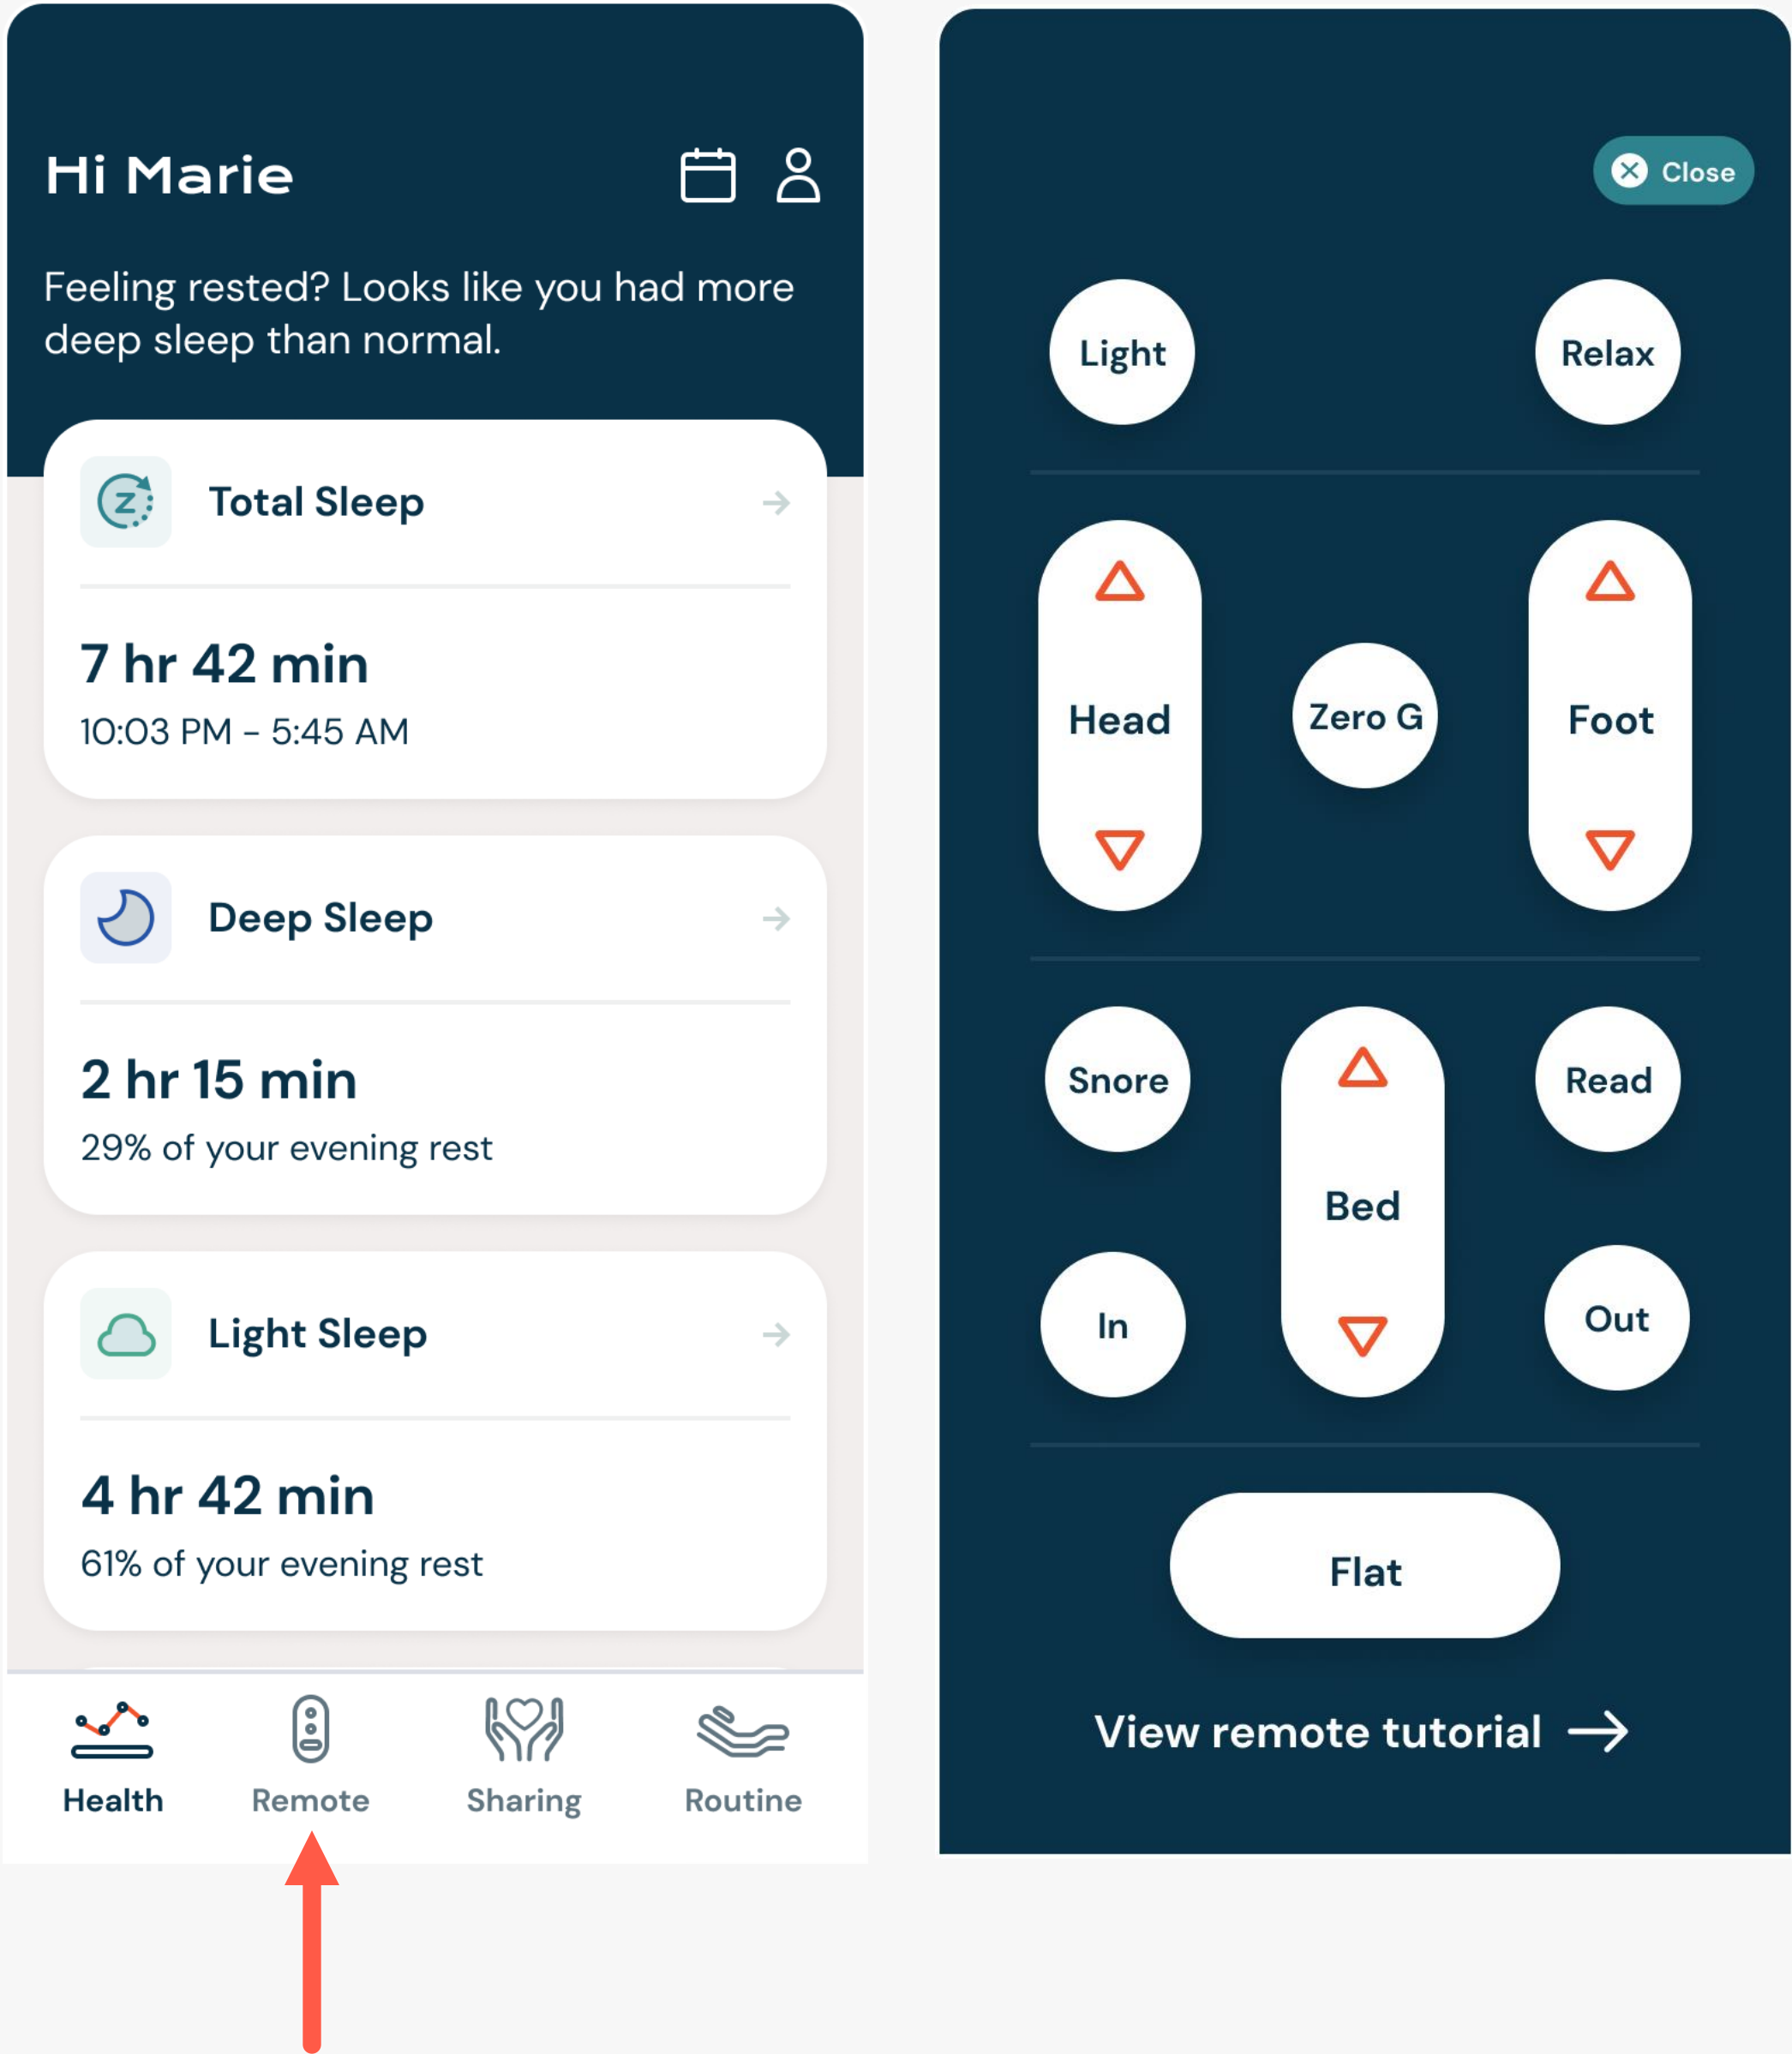 Hi Marie
Feeling rested? Looks like you had more
deep sleep than normal.
Z
Total Sleep
7 hr 42 min
10:03 PM – 5:45 AM
Deep Sleep
2 hr 15 min
29% of your evening rest
Light Sleep
4 hr 42 min
61% of your evening rest
Health
Remote
Sharing
Routine
Close
Light
Relax
Head
Zero G
Foot
Snore
Read
Bed
In
Out
Flat
View remote tutorial